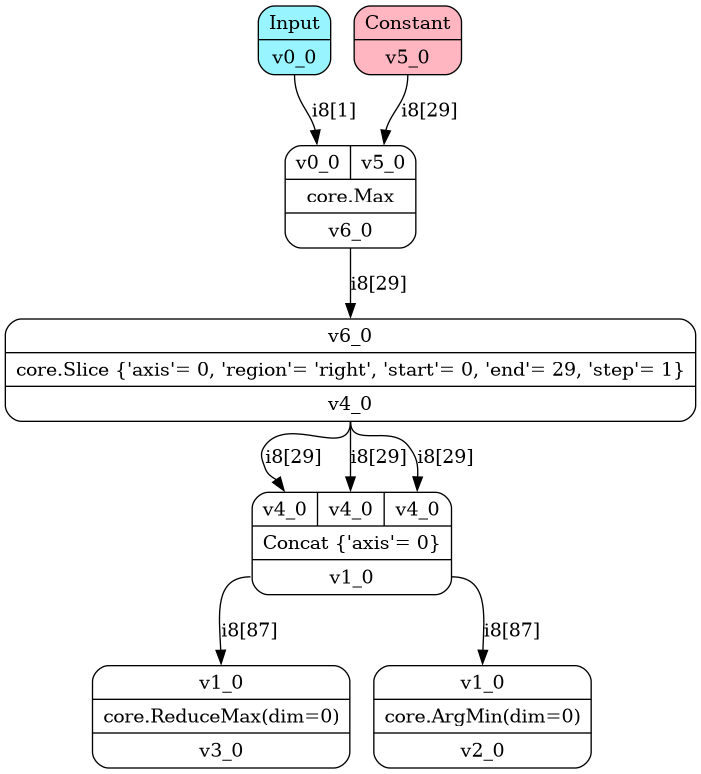 Input
v0_0
Constant
v5_0
i8[1]
i8[29]
v0_0
v5_0
core.Max
v6_0
i8[29]
v6_0
core.Slice {'axis'= 0, 'region'= 'right', 'start'= 0, 'end'= 29, 'step'= 1}
v4_0
i8[29]
i8[29]
i8[29]
v4_0
v4_0
v4_0
Concat {'axis'= 0}
v1_0
i8[87]
i8[87]
v1_0
core.ReduceMax(dim=0)
v3_0
v1_0
core.ArgMin(dim=0)
v2_0